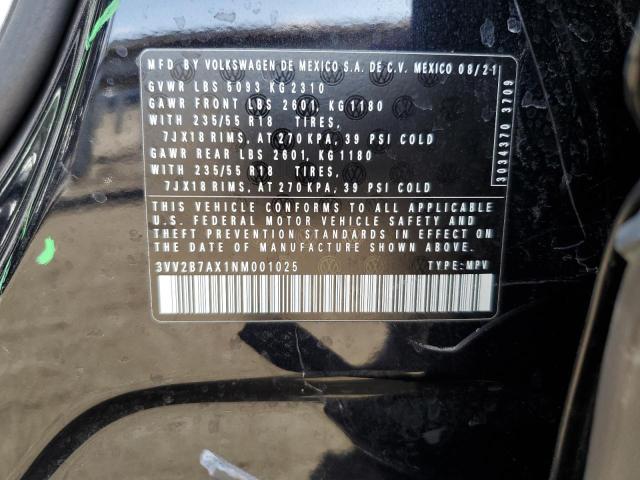 MFD BY VOLKSWAGEN DE MEXICO S.A. DE C.V. MEXICO 08/21
GVWR LBS 5093 KG 2310
GAWR FRONT LBS 2601, KG 1180
WITH 235/55 R18 TIRES,
7JX18 RIMS, AT 270 KPA, 39 PSI COLD
GAWR REAR LBS 2601, KG 1180
WITH 235/55 R18 TIRES,
7JX18 RIMS, AT 270 KPA, 39 PSI COLD
THIS VEHICLE CONFORMS TO ALL APPLICABLE
U.S. FEDERAL MOTOR VEHICLE SAFETY AND
THEFT PREVENTION STANDARDS IN EFFECT ON
THE DATE OF MANUFACTURE SHOWN ABOVE.
3VV2B7AX1NM001025 TYPE: MPV
3034370 3709